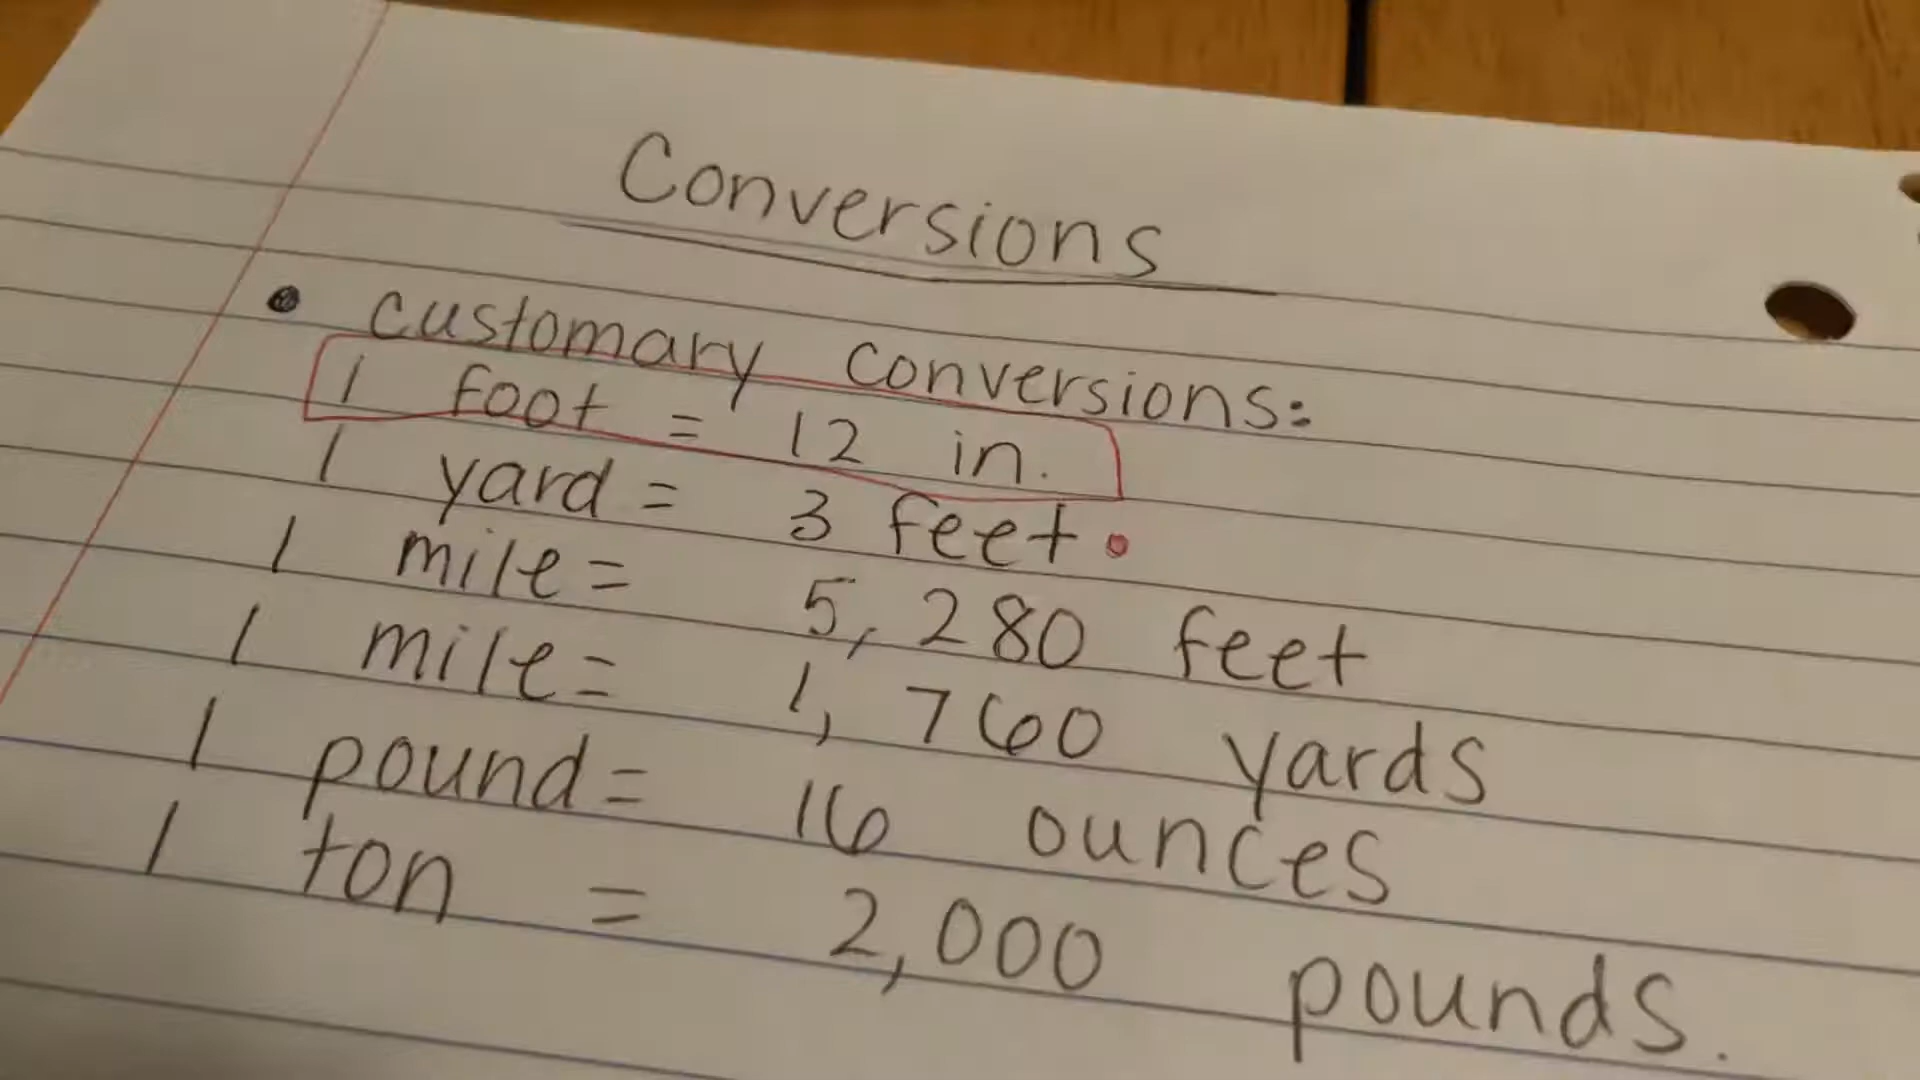 Conversions
• customary conversions:
1 foot = 12 in.
1 yard = 3 feet
1 mile = 5,280 feet
1 mile = 1,760 yards
1 pound = 16 ounces
1 ton = 2,000 pounds.